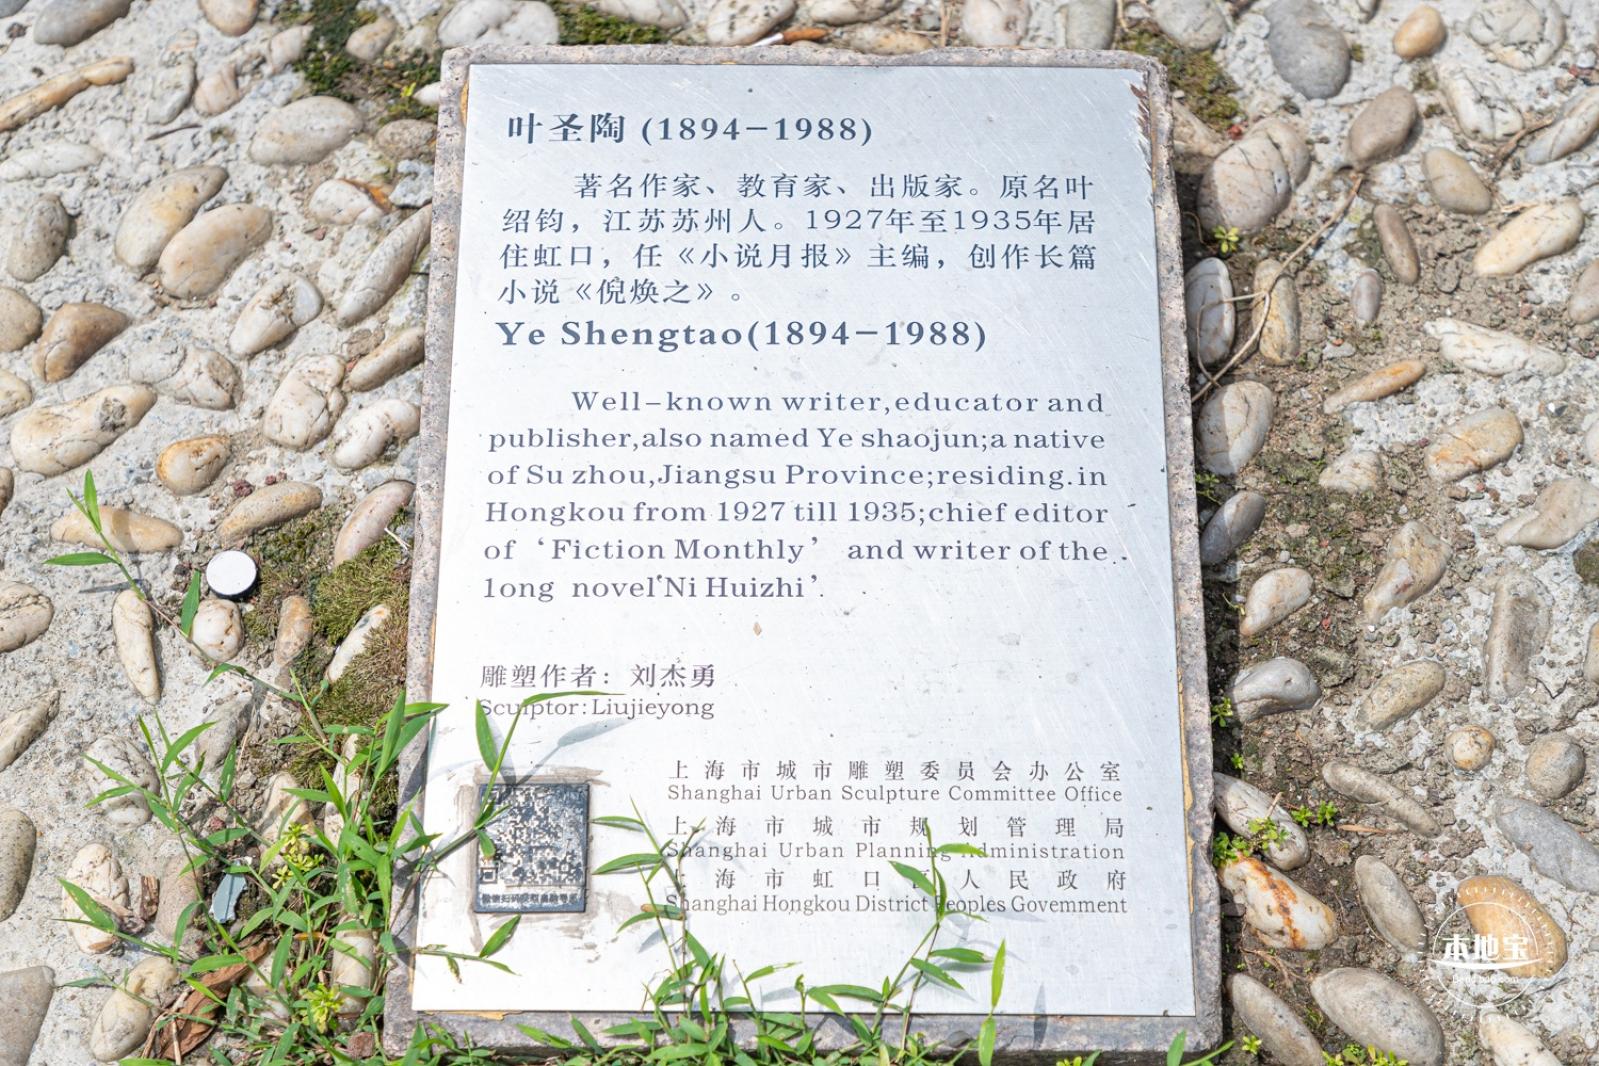 叶圣陶 (1894-1988)
著名作家、教育家、出版家。原名叶
绍钧，江苏苏州人。1927年至1935年居
住虹口，任《小说月报》主编，创作长篇
小说《倪焕之》。
Ye Shengtao(1894-1988)
Well-known writer,educator and
publisher,also named Ye shaojun;a native
of Su zhou,Jiangsu Province;residing.in
Hongkou from 1927 till 1935;chief editor
of ‘Fiction Monthly’ and writer of the
long novel‘Ni Huizhi’.
雕塑作者：刘杰勇
Sculptor:Liujieyong
上海市城市雕塑委员会办公室
Shanghai Urban Sculpture Committee Office
上海市城市规划管理局
Shanghai Urban Planning Administration
上海市虹口区人民政府
Shanghai Hongkou District Peoples Govemment
本地宝